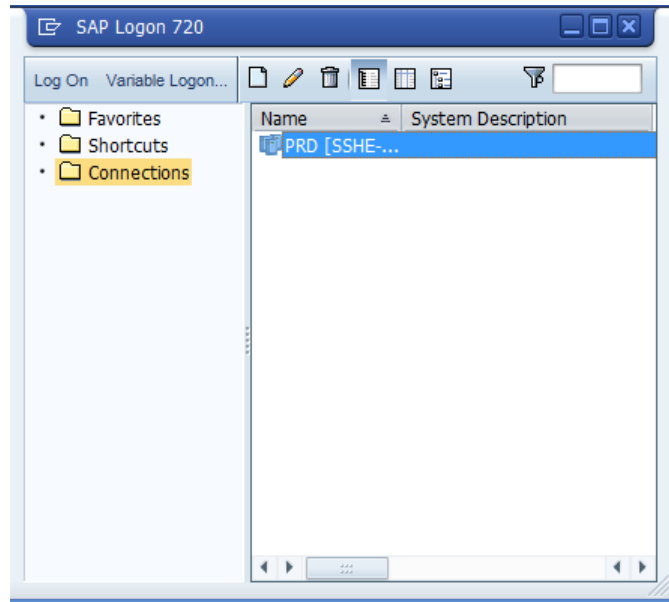 SAP Logon 720
Log On Variable Logon...
Favorites
Shortcuts
Connections
Name System Description
PRD [SSHE-...